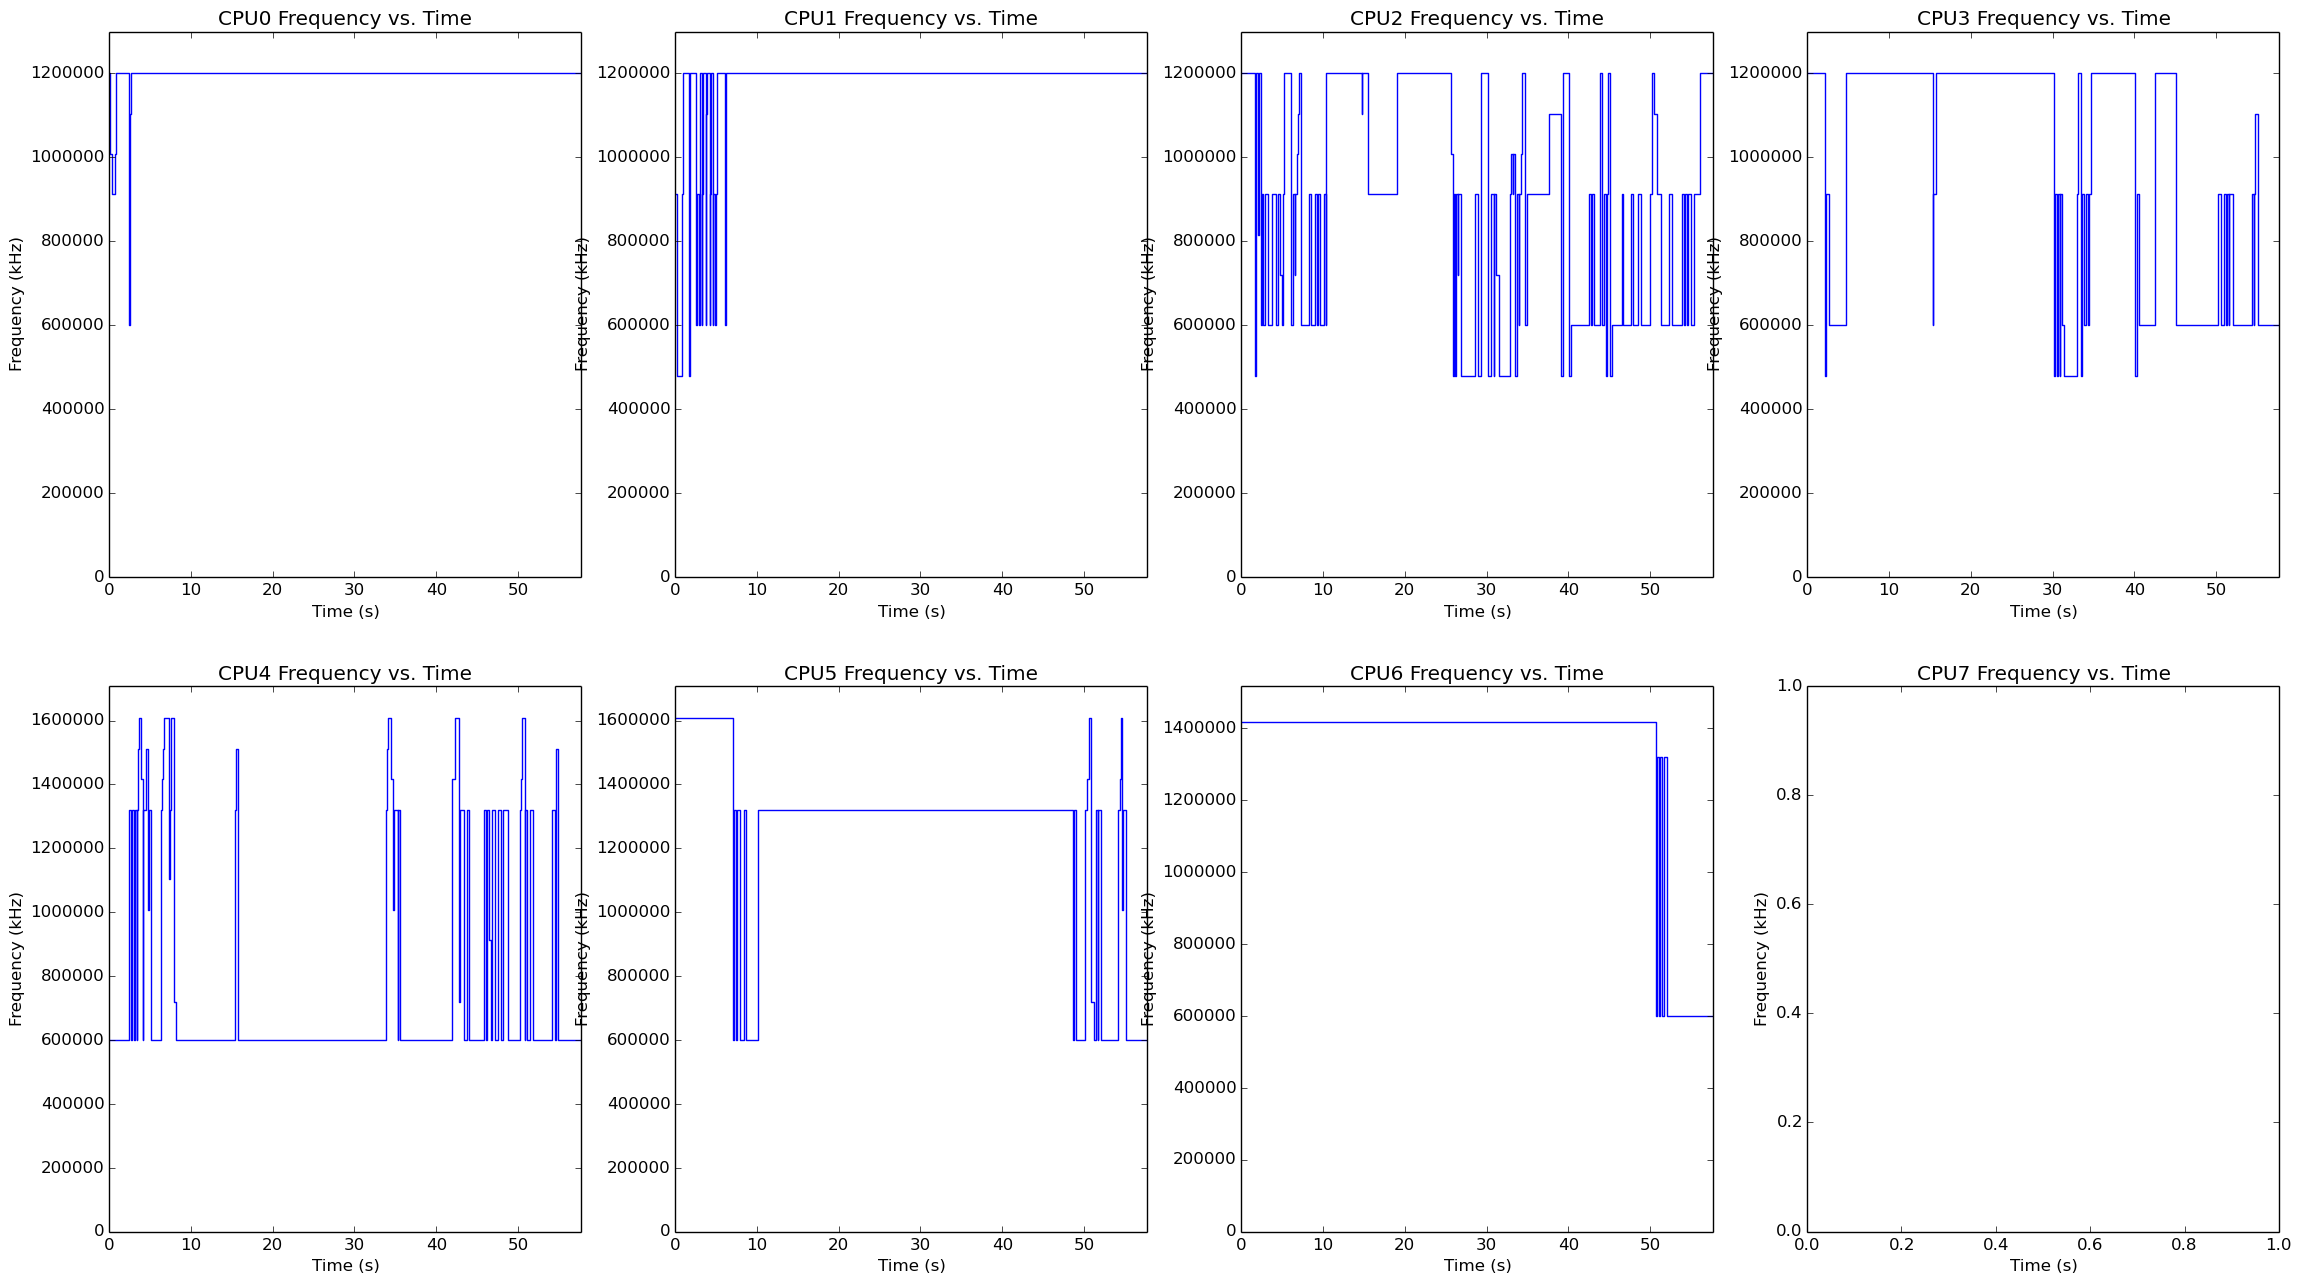 CPU0 Frequency vs. Time
CPU1 Frequency vs. Time
CPU2 Frequency vs. Time
CPU3 Frequency vs. Time
1200000
1000000
800000
600000
400000
200000
0
Frequency (kHz)
0 10 20 30 40 50
Time (s)
1200000
1000000
800000
600000
400000
200000
0
Frequency (kHz)
0 10 20 30 40 50
Time (s)
1200000
1000000
800000
600000
400000
200000
0
Frequency (kHz)
0 10 20 30 40 50
Time (s)
1200000
1000000
800000
600000
400000
200000
0
Frequency (kHz)
0 10 20 30 40 50
Time (s)
CPU4 Frequency vs. Time
CPU5 Frequency vs. Time
CPU6 Frequency vs. Time
CPU7 Frequency vs. Time
1600000
1400000
1200000
1000000
800000
600000
400000
200000
0
Frequency (kHz)
0 10 20 30 40 50
Time (s)
1600000
1400000
1200000
1000000
800000
600000
400000
200000
0
Frequency (kHz)
0 10 20 30 40 50
Time (s)
1400000
1200000
1000000
800000
600000
400000
200000
0
Frequency (kHz)
0 10 20 30 40 50
Time (s)
1.0
0.8
0.6
0.4
0.2
0.0
Frequency (kHz)
0.0 0.2 0.4 0.6 0.8 1.0
Time (s)